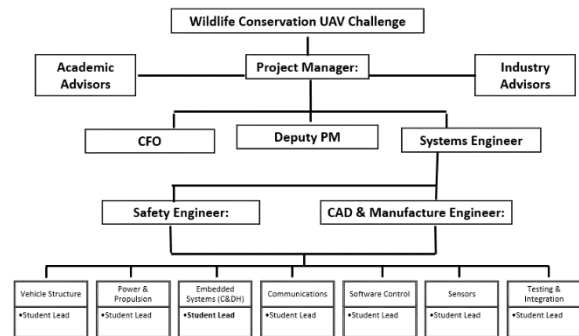 Wildlife Conservation UAV Challenge
Academic
Advisors
Project Manager:
Industry
Advisors
CFO
Deputy PM
Systems Engineer
Safety Engineer:
CAD & Manufacture Engineer:
Vehicle Structure
•Student Lead
Power &
Propulsion
•Student Lead
Embedded
Systems (C&DH)
•Student Lead
Communications
•Student Lead
Software Control
•Student Lead
Sensors
•Student Lead
Testing &
Integration
•Student Lead